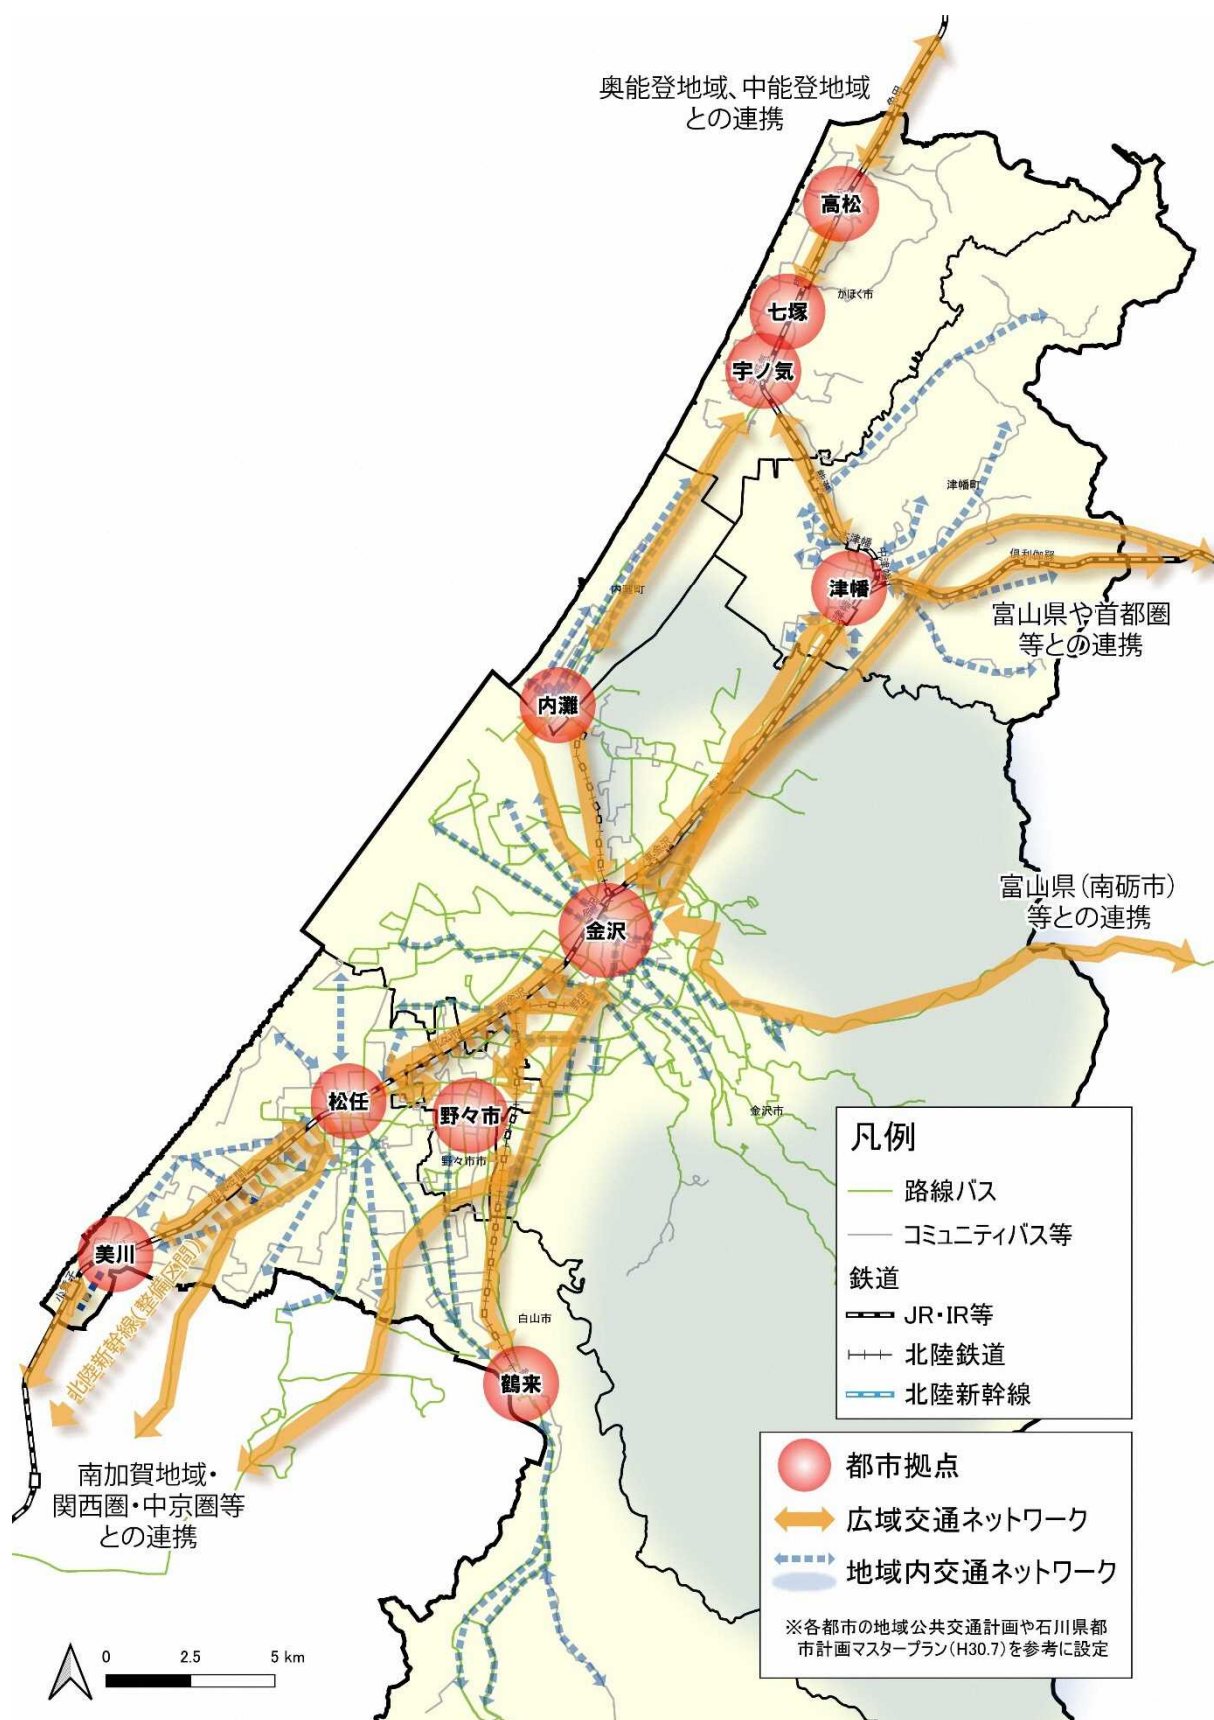 奥能登地域、中能登地域
との連携
高松
七塚
かほく市
宇ノ気
津幡町
倶利伽羅
津幡
内灘町
富山県や首都圏
等との連携
内灘
富山県(南砺市)
等との連携
金沢
松任
野々市
野々市市
金沢市
美川
北陸新幹線(整備区間)
白山市
鶴来
南加賀地域・
関西圏・中京圏等
との連携
凡例
路線バス
コミュニティバス等
鉄道
JR・IR等
北陸鉄道
北陸新幹線
都市拠点
広域交通ネットワーク
地域内交通ネットワーク
※各都市の地域公共交通計画や石川県都
市計画マスタープラン(H30.7)を参考に設定
0 2.5 5 km